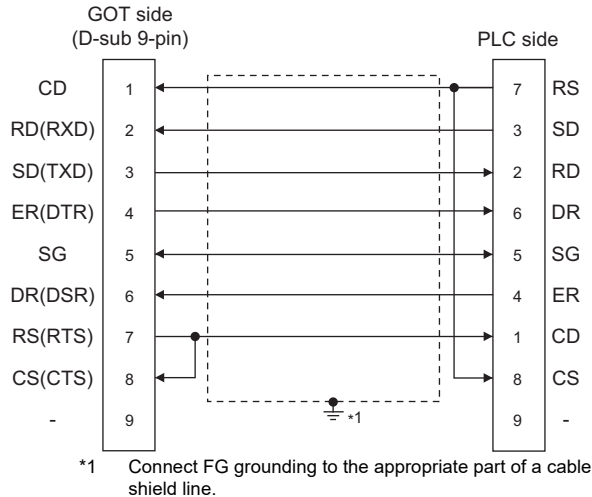 GOT side
(D-sub 9-pin)
PLC side
CD 1 7 RS
RD(RXD) 2 3 SD
SD(TXD) 3 2 RD
ER(DTR) 4 6 DR
SG 5 5 SG
DR(DSR) 6 4 ER
RS(RTS) 7 1 CD
CS(CTS) 8 8 CS
- 9 *1 9 -
*1 Connect FG grounding to the appropriate part of a cable
shield line.